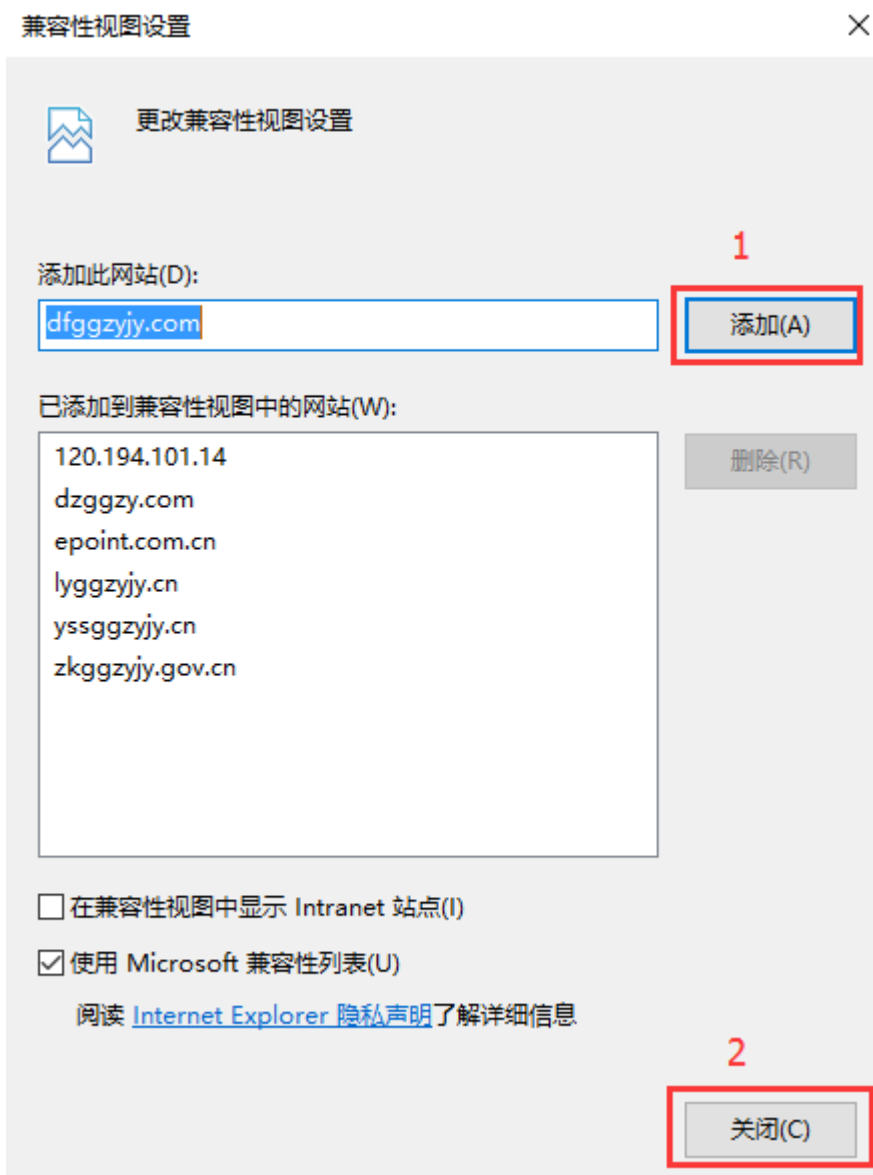 兼容性视图设置
更改兼容性视图设置
1
添加此网站(D):
dfggzyjy.com
添加(A)
已添加到兼容性视图中的网站(W):
120.194.101.14
删除(R)
dzggzy.com
epoint.com.cn
lyggzyjy.cn
yssggzyjy.cn
zkggzyjy.gov.cn
在兼容性视图中显示 Intranet 站点(I)
使用 Microsoft 兼容性列表(U)
阅读 Internet Explorer 隐私声明了解详细信息
2
关闭(C)